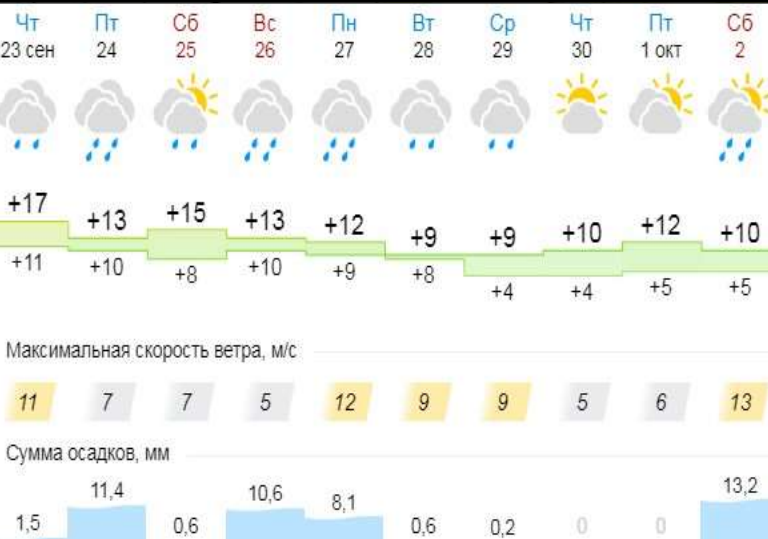 Чт Пт Сб Вс Пн Вт Ср Чт Пт Сб
23 сен 24 25 26 27 28 29 30 1 окт 2
+17 +13 +15 +13 +12 +9 +9 +10 +12 +10
+11 +10 +8 +10 +9 +8 +4 +4 +5 +5
Максимальная скорость ветра, м/с
11 7 7 5 12 9 9 5 6 13
Сумма осадков, мм
1,5 11,4 0,6 10,6 8,1 0,6 0,2 0 0 13,2